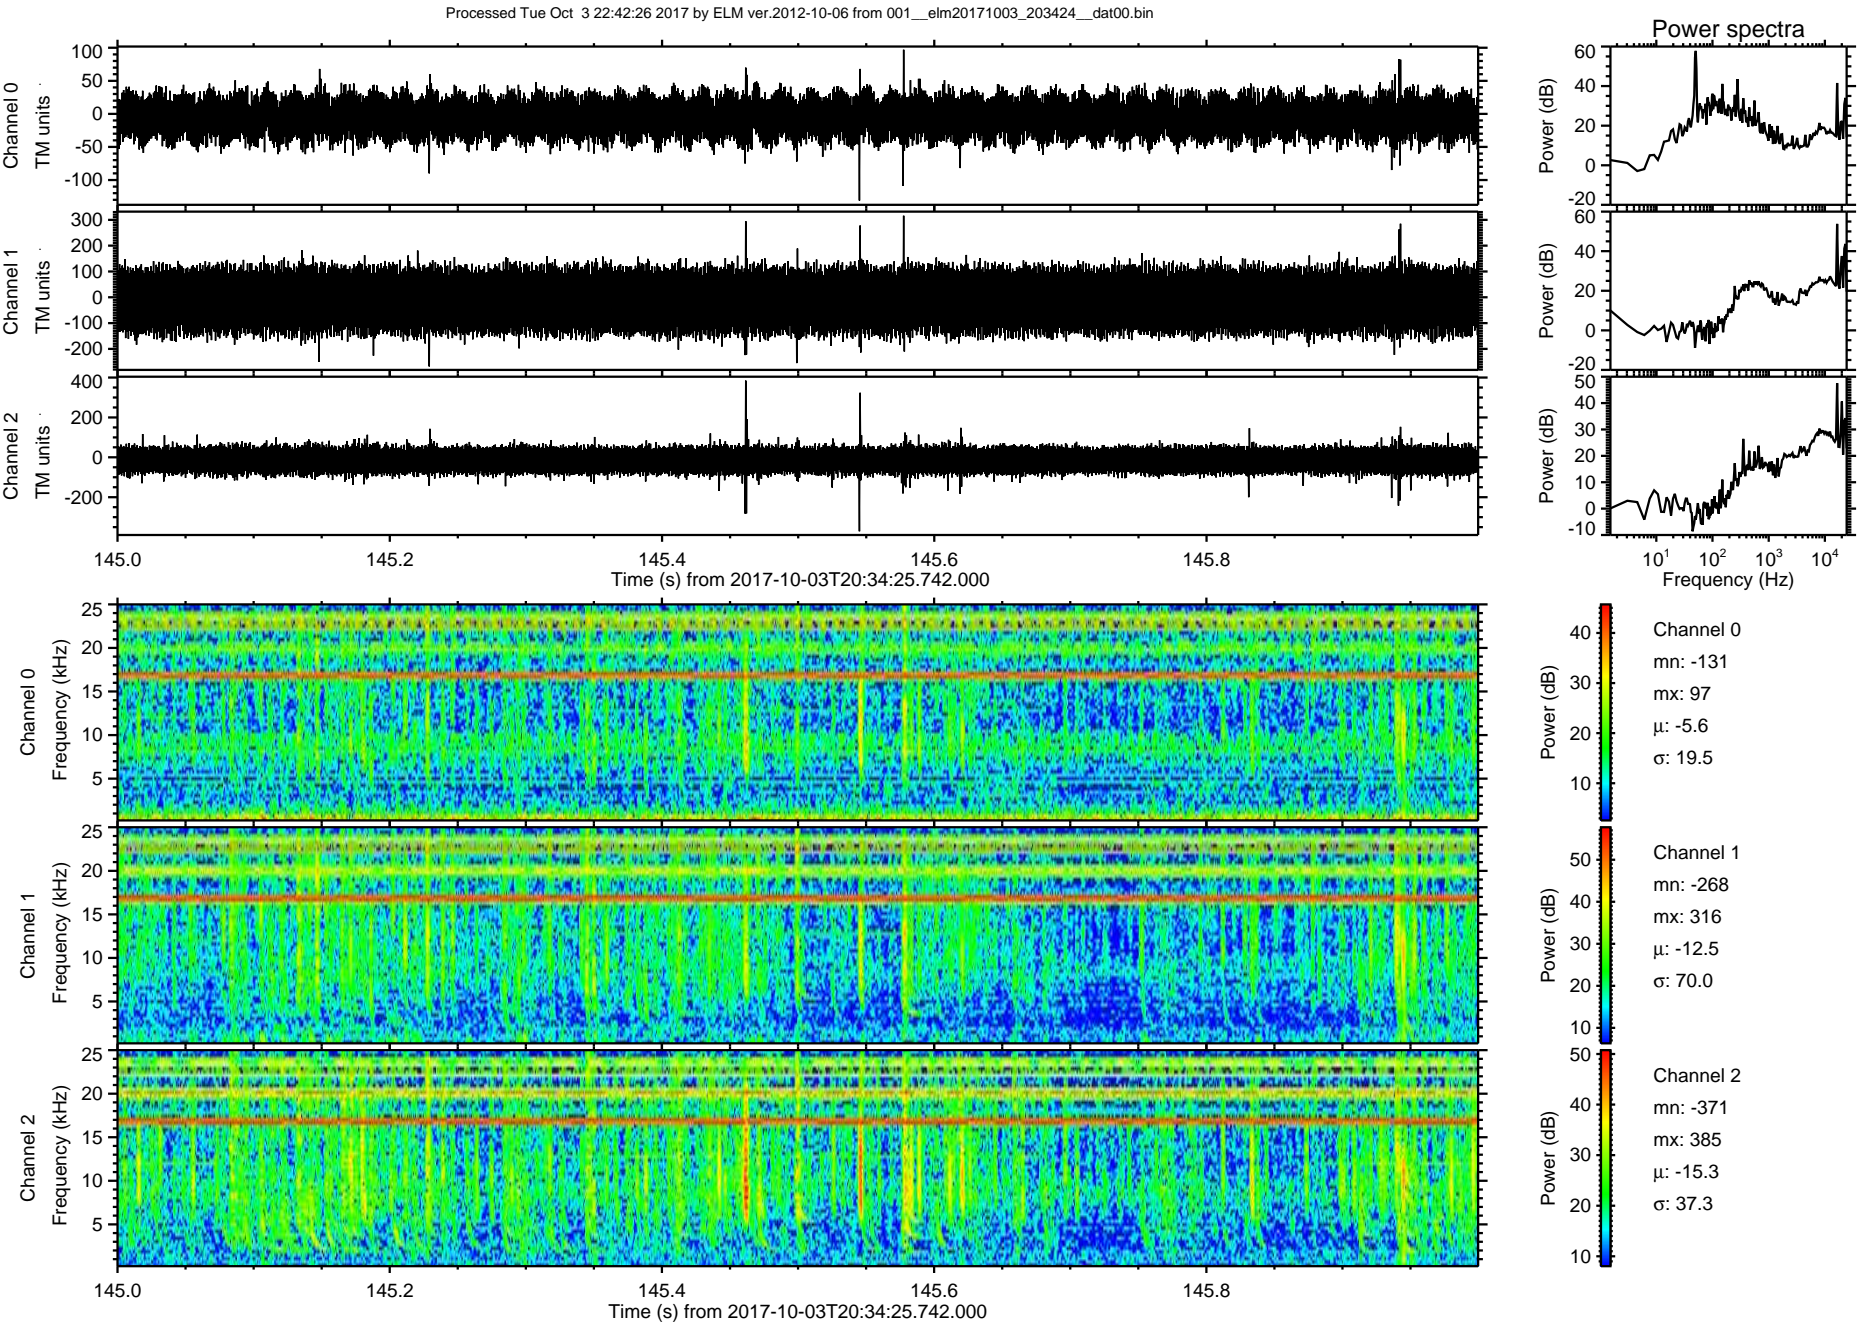 Processed Tue Oct  3 22:42:26 2017 by ELM ver.2012-10-06 from 001__elm20171003_203424__dat00.bin
Power spectra
Channel 0
TM units
100
50
0
-50
-100
Power (dB)
60
40
20
0
-20
Channel 1
TM units
300
200
100
0
-100
-200
Power (dB)
60
40
20
0
-20
Channel 2
TM units
400
200
0
-200
Power (dB)
50
40
30
20
10
0
-10
145.0 145.2 145.4 145.6 145.8
Time (s) from 2017-10-03T20:34:25.742.000
10^1 10^2 10^3 10^4
Frequency (Hz)
Channel 0
Frequency (kHz)
25
20
15
10
5
Power (dB)
40
30
20
10
Channel 0
mn: -131
mx: 97
μ: -5.6
σ: 19.5
Channel 1
Frequency (kHz)
25
20
15
10
5
Power (dB)
50
40
30
20
10
Channel 1
mn: -268
mx: 316
μ: -12.5
σ: 70.0
Channel 2
Frequency (kHz)
25
20
15
10
5
Power (dB)
50
40
30
20
10
Channel 2
mn: -371
mx: 385
μ: -15.3
σ: 37.3
145.0 145.2 145.4 145.6 145.8
Time (s) from 2017-10-03T20:34:25.742.000